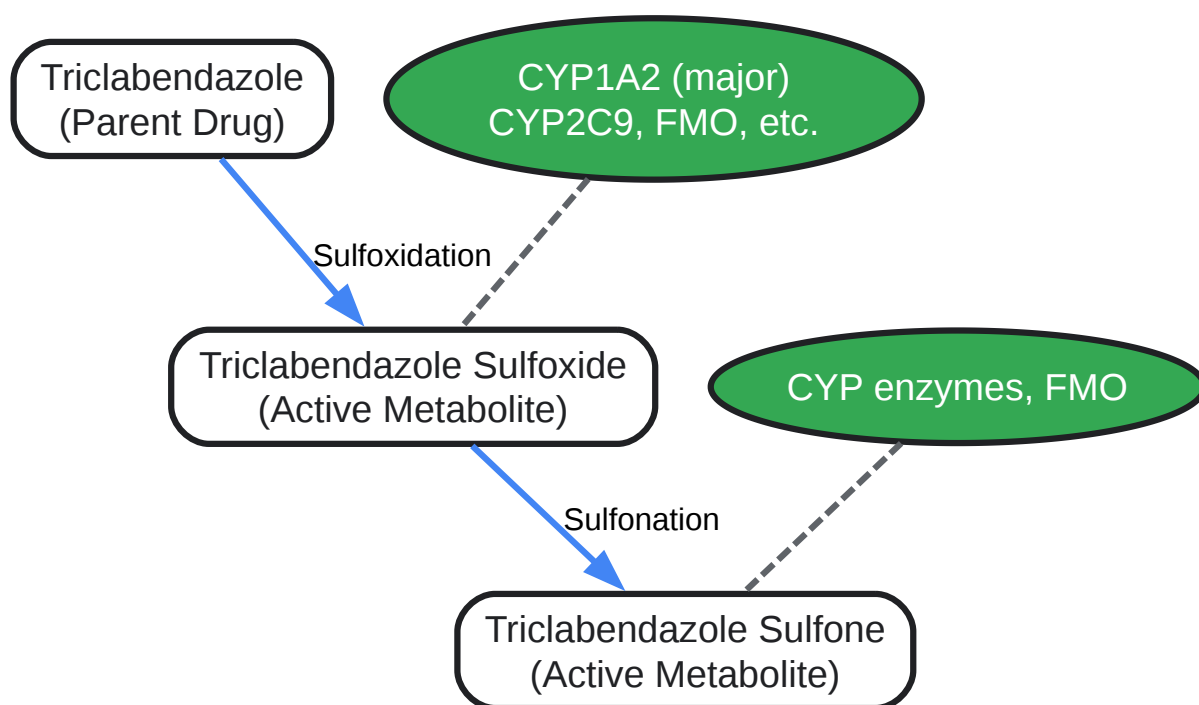 Triclabendazole
(Parent Drug)
CYP1A2 (major)
CYP2C9, FMO, etc.
Sulfoxidation
Triclabendazole Sulfoxide
(Active Metabolite)
CYP enzymes, FMO
Sulfonation
Triclabendazole Sulfone
(Active Metabolite)